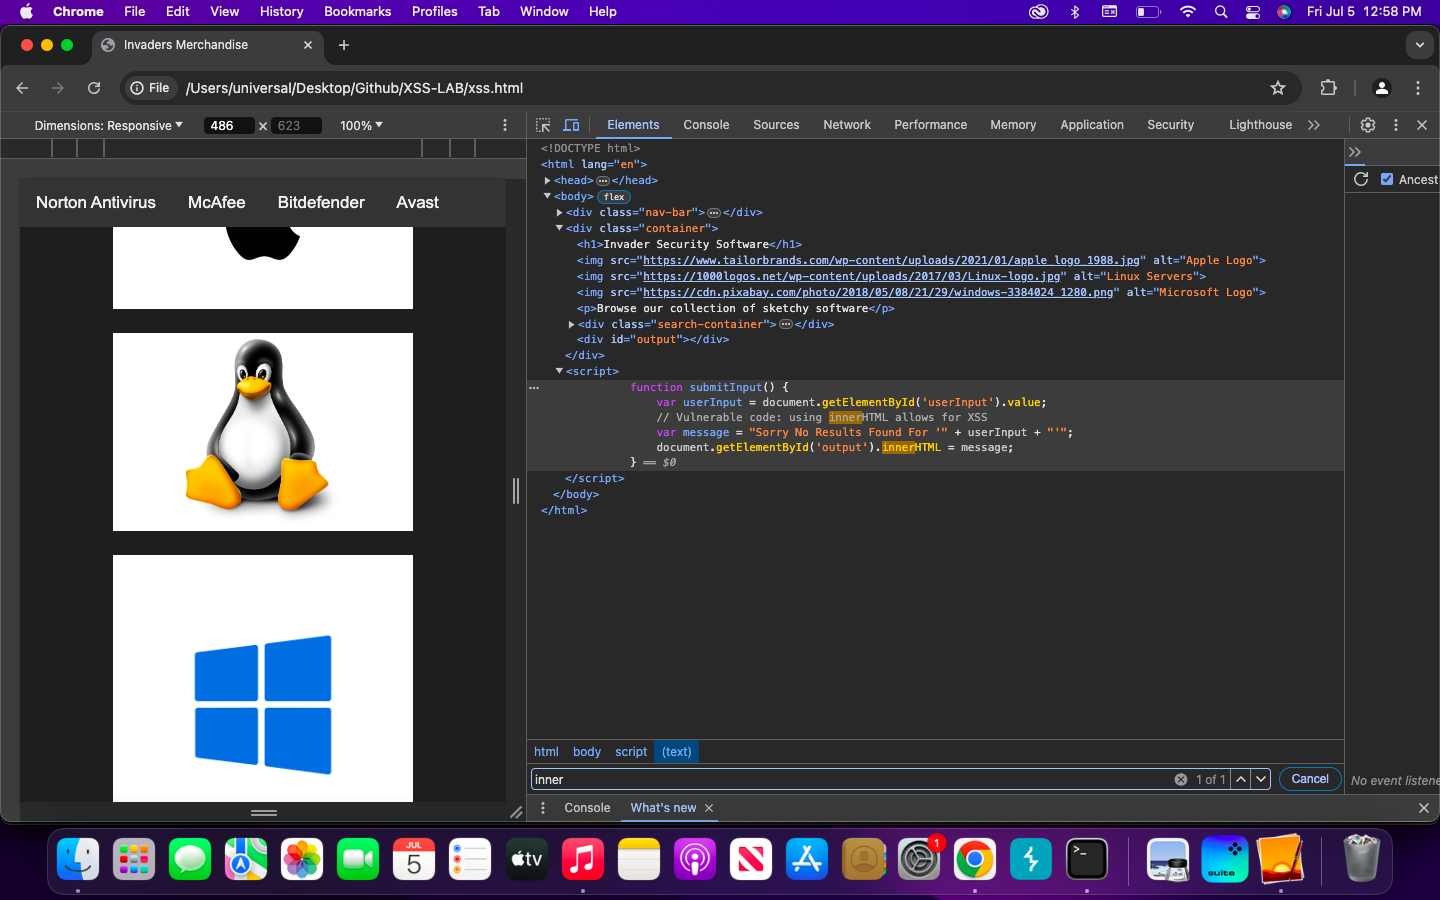 Chrome File Edit View History Bookmarks Profiles Tab Window Help Fri Jul 5 12:58 PM
Invaders Merchandise
File /Users/universal/Desktop/Github/XSS-LAB/xss.html
Dimensions: Responsive 486 x 623 100%
Elements Console Sources Network Performance Memory Application Security Lighthouse
Norton Antivirus McAfee Bitdefender Avast
<!DOCTYPE html>
<html lang="en">
<head> ⋯ </head>
<body> flex
<div class="nav-bar"> ⋯ </div>
<div class="container">
<h1>Invader Security Software</h1>
<img src="https://www.tailorbrands.com/wp-content/uploads/2021/01/apple_logo_1988.jpg" alt="Apple Logo">
<img src="https://1000logos.net/wp-content/uploads/2017/03/Linux-logo.jpg" alt="Linux Servers">
<img src="https://cdn.pixabay.com/photo/2018/05/08/21/29/windows-3384024_1280.png" alt="Microsoft Logo">
<p>Browse our collection of sketchy software</p>
<div class="search-container"> ⋯ </div>
<div id="output"></div>
</div>
<script>
function submitInput() {
var userInput = document.getElementById('userInput').value;
// Vulnerable code: using innerHTML allows for XSS
var message = "Sorry No Results Found For '" + userInput + "'";
document.getElementById('output').innerHTML = message;
} == $0
</script>
</body>
</html>
Ancest
html body script (text)
inner 1 of 1 Cancel
No event listene
Console What's new
JUL
5
tv
1
>_
suite